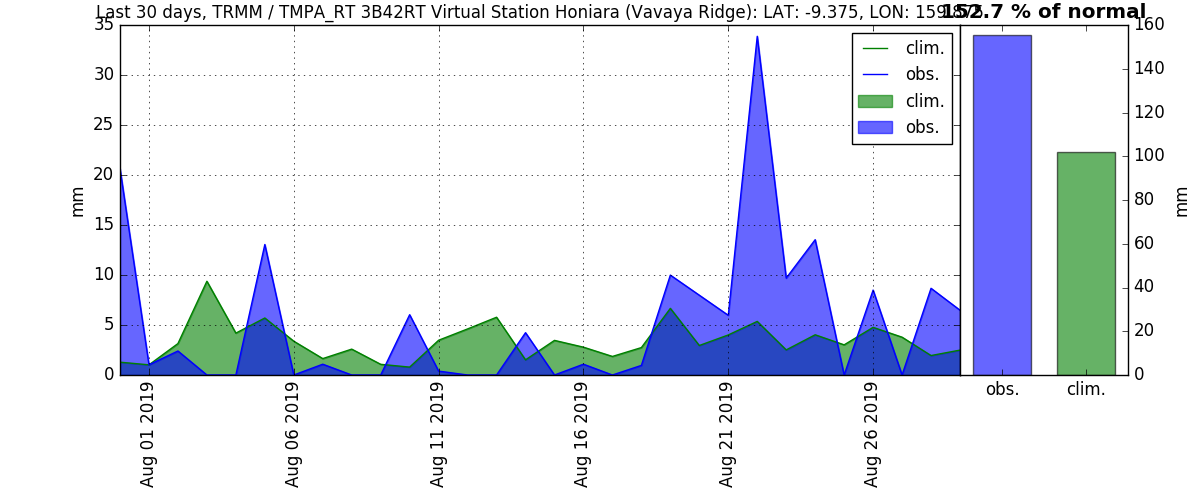 Last 30 days, TRMM / TMPA_RT 3B42RT Virtual Station Honiara (Vavaya Ridge): LAT: -9.375, LON:
152.7 % of normal
35
30
25
20
15
10
5
0
mm
clim.
obs.
clim.
obs.
Aug 01 2019
Aug 06 2019
Aug 11 2019
Aug 16 2019
Aug 21 2019
Aug 26 2019
160
140
120
100
80
60
40
20
0
mm
obs.
clim.